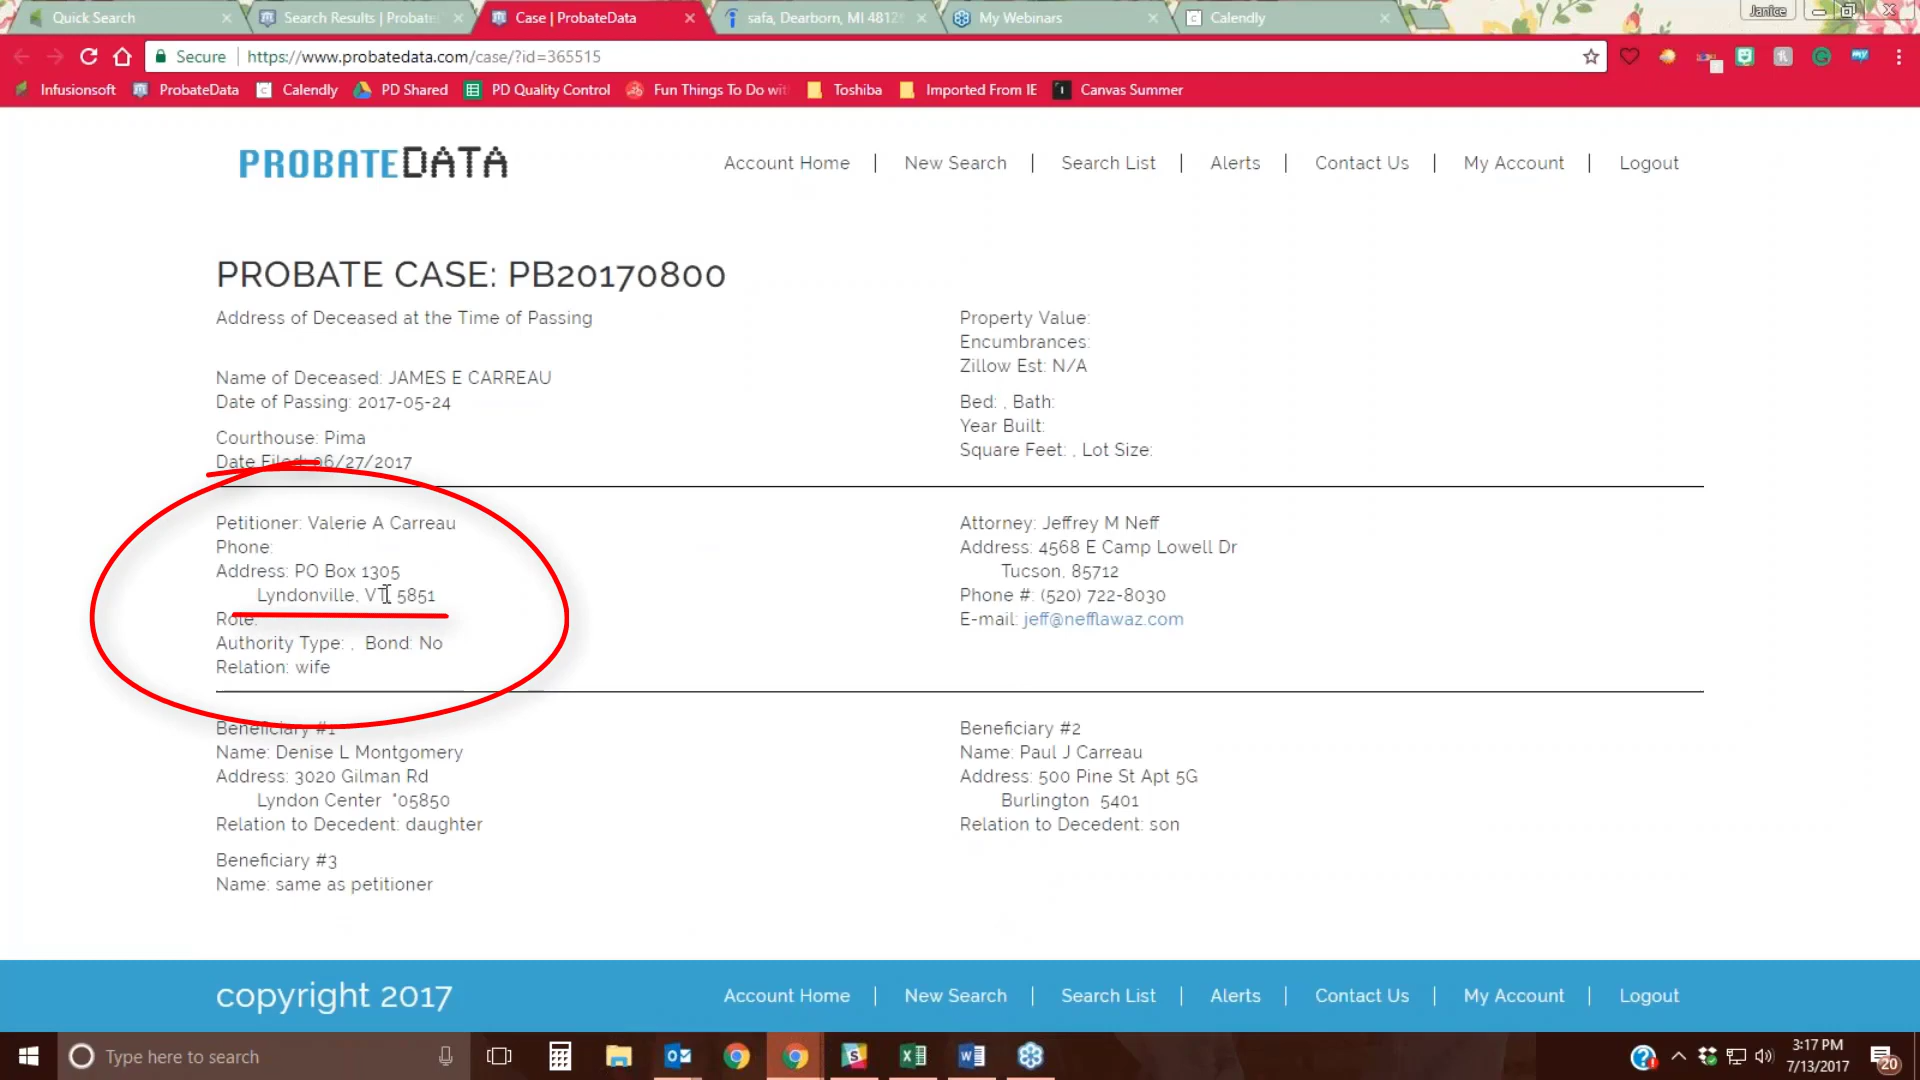 Quick Search
Search Results | Probate
Case | ProbateData
safa, Dearborn, MI 4812
My Webinars
Calendly
Janice
Secure
https://www.probatedata.com/case/?id=365515
Infusionsoft
ProbateData
Calendly
PD Shared
PD Quality Control
Fun Things To Do wit
Toshiba
Imported From IE
Canvas Summer
PROBATEDATA
Account Home | New Search | Search List | Alerts | Contact Us | My Account | Logout
PROBATE CASE: PB20170800
Address of Deceased at the Time of Passing
Name of Deceased: JAMES E CARREAU
Date of Passing: 2017-05-24
Courthouse: Pima
Date Filed: 06/27/2017
Property Value:
Encumbrances:
Zillow Est: N/A
Bed: , Bath:
Year Built:
Square Feet: , Lot Size:
Petitioner: Valerie A Carreau
Phone:
Address: PO Box 1305
Lyndonville, VT, 5851
Role:
Authority Type: , Bond: No
Relation: wife
Attorney: Jeffrey M Neff
Address: 4568 E Camp Lowell Dr
Tucson, 85712
Phone #: (520) 722-8030
E-mail: jeff@nefflawaz.com
Beneficiary #1
Name: Denise L Montgomery
Address: 3020 Gilman Rd
Lyndon Center "05850
Relation to Decedent: daughter
Beneficiary #2
Name: Paul J Carreau
Address: 500 Pine St Apt 5G
Burlington 5401
Relation to Decedent: son
Beneficiary #3
Name: same as petitioner
copyright 2017
Account Home | New Search | Search List | Alerts | Contact Us | My Account | Logout
Type here to search
3:17 PM
7/13/2017
20